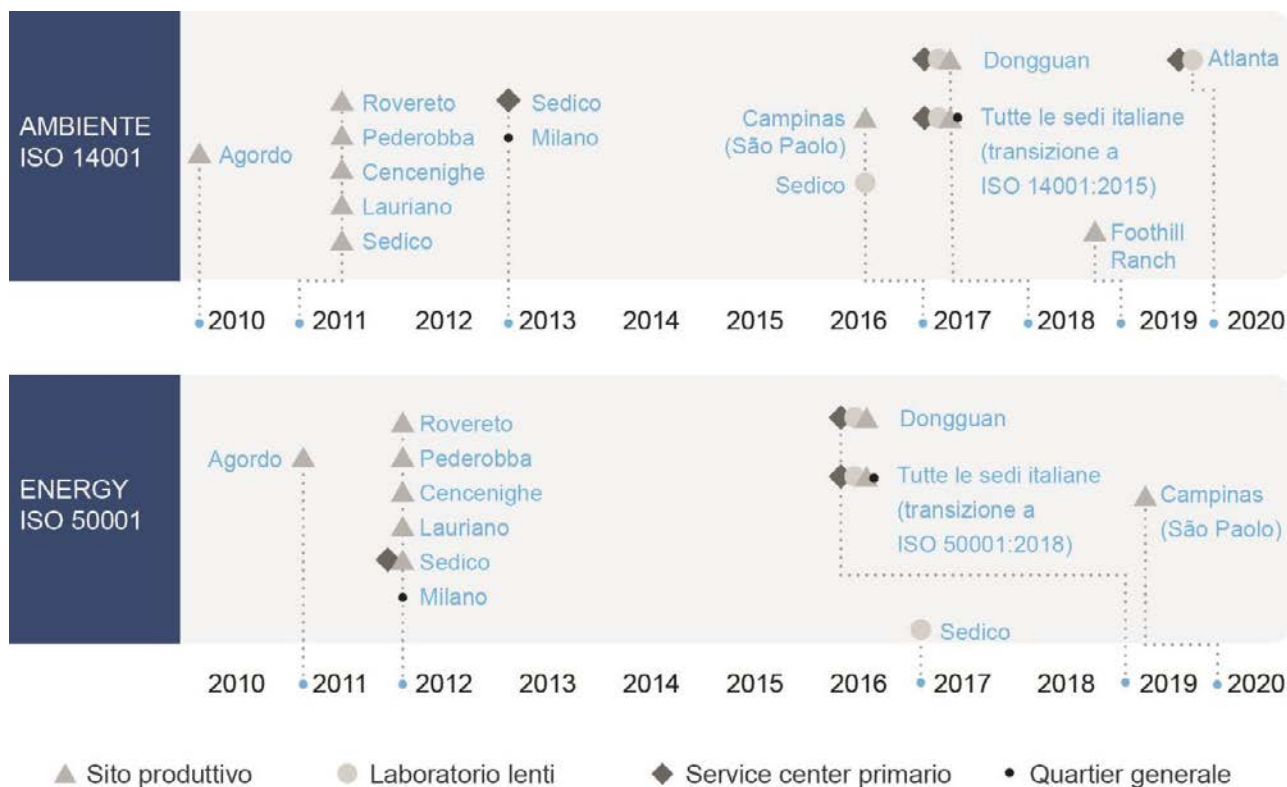 AMBIENTE
ISO 14001
Agordo
Rovereto
Pederobba
Cencenighe
Lauriano
Sedico
Sedico
Milano
Campinas
(São Paolo)
Sedico
Dongguan
Tutte le sedi italiane
(transizione a
ISO 14001:2015)
Foothill
Ranch
Atlanta
2010 2011 2012 2013 2014 2015 2016 2017 2018 2019 2020
ENERGY
ISO 50001
Agordo
Rovereto
Pederobba
Cencenighe
Lauriano
Sedico
Milano
Dongguan
Tutte le sedi italiane
(transizione a
ISO 50001:2018)
Sedico
Campinas
(São Paolo)
2010 2011 2012 2013 2014 2015 2016 2017 2018 2019 2020
Sito produttivo Laboratorio lenti Service center primario Quartier generale